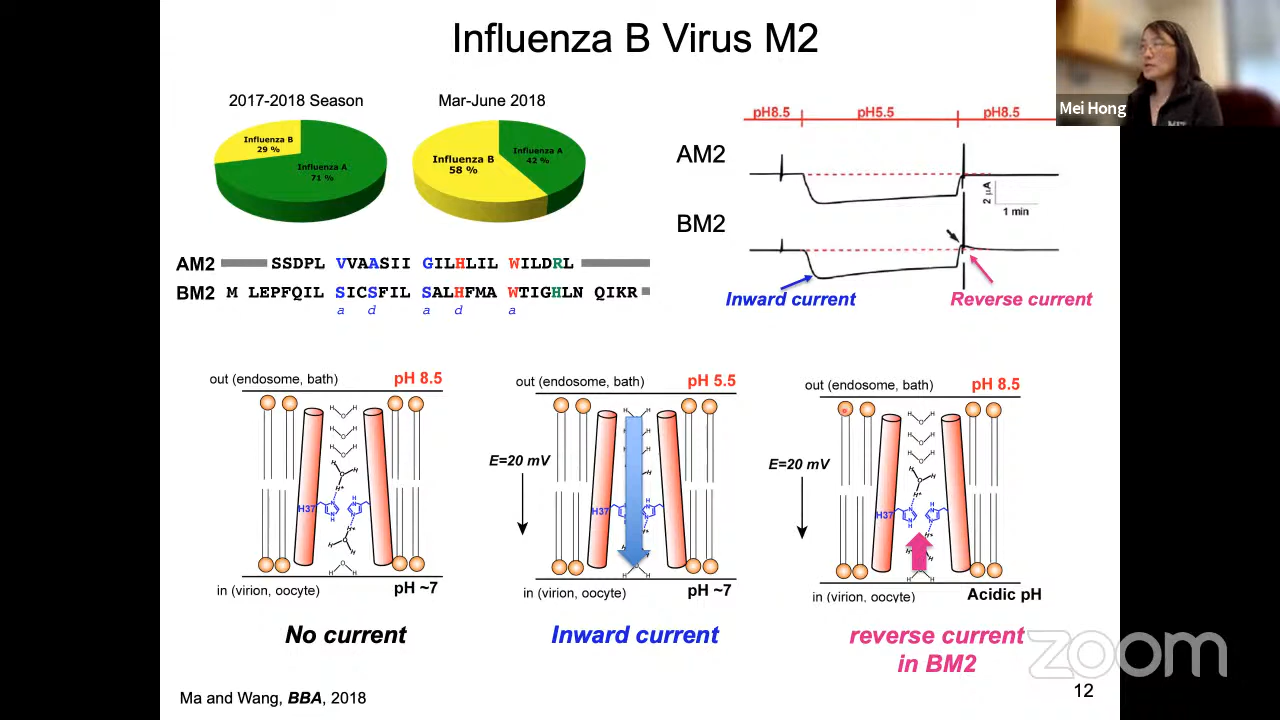 Influenza B Virus M2
Mei Hong
2017-2018 Season
Mar-June 2018
Influenza B
29 %
Influenza A
71 %
Influenza B
58 %
Influenza A
42 %
pH8.5 pH5.5 pH8.5
AM2
2 µA
1 min
BM2
Inward current
Reverse current
AM2 SSDPL VVAASII GILHLIL WILDRL
BM2 M LEPFQIL SICSFIL SALHFMA WTIGHLN QIKR
a d a d a
out (endosome, bath) pH 8.5
H37
in (virion, oocyte) pH ~7
No current
out (endosome, bath) pH 5.5
E=20 mV
H37
in (virion, oocyte) pH ~7
Inward current
out (endosome, bath) pH 8.5
E=20 mV
H37
in (virion, oocyte) Acidic pH
reverse current
in BM2
zoom
Ma and Wang, BBA, 2018
12